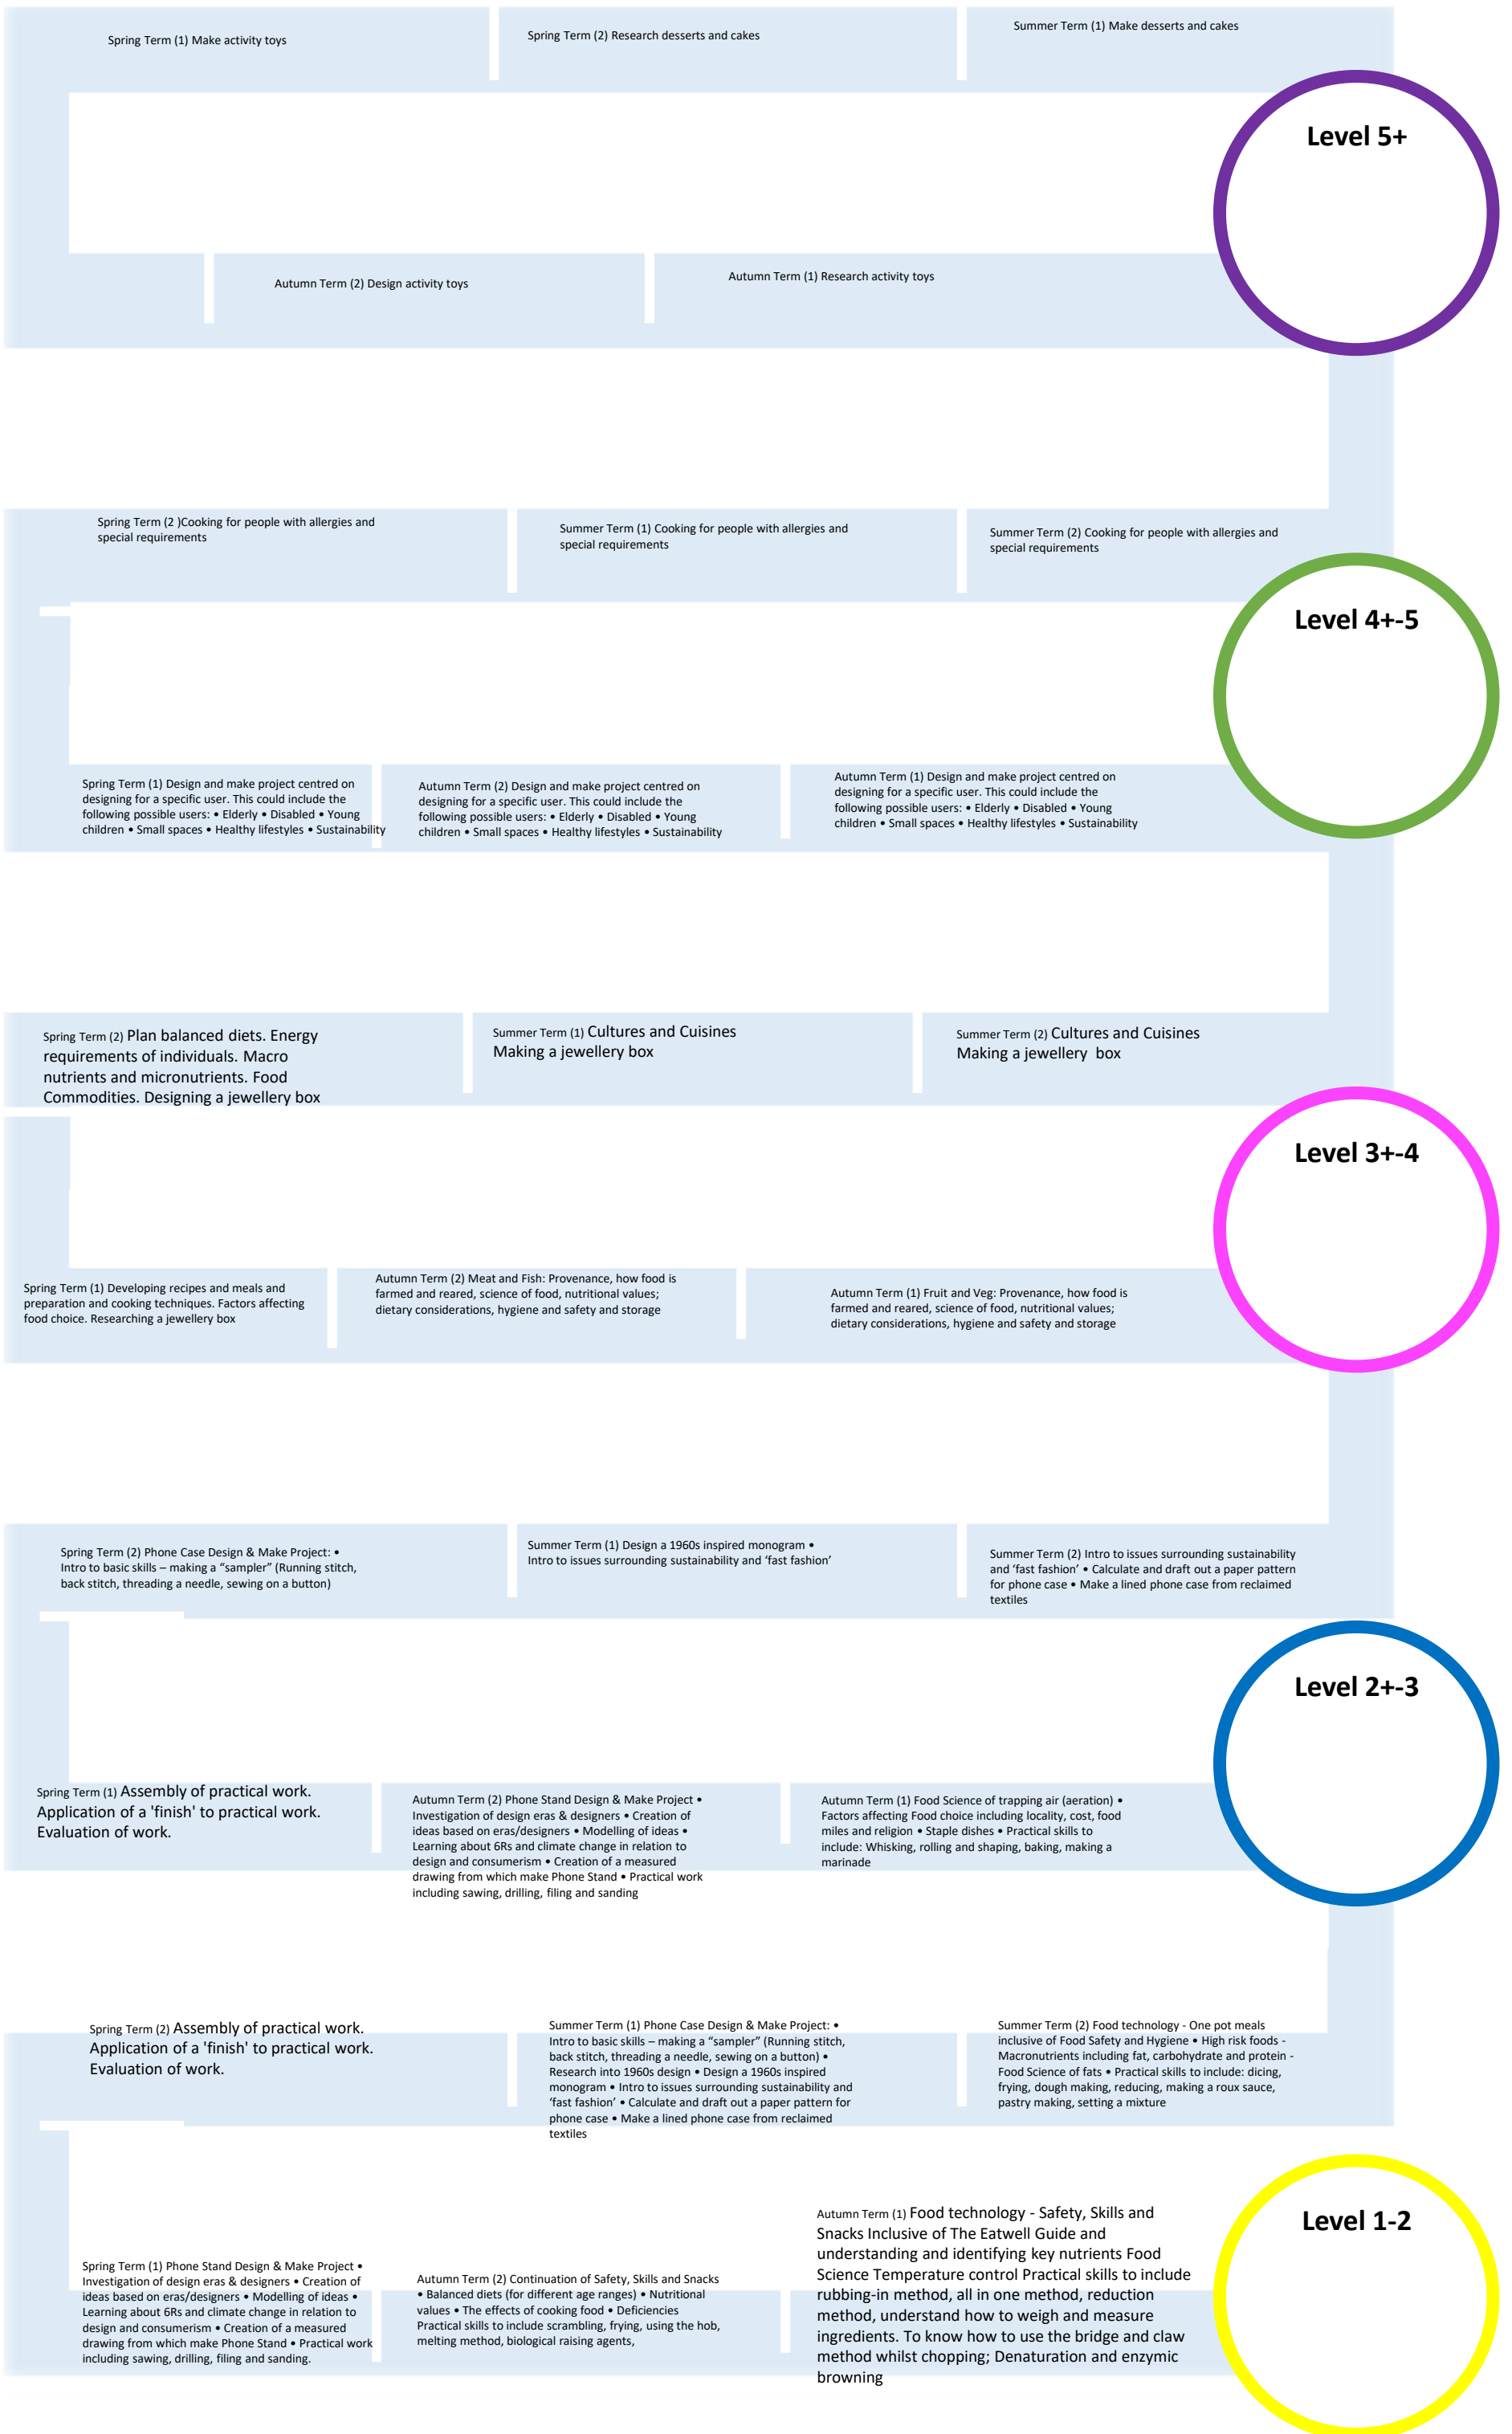 Spring Term (1) Make activity toys
Spring Term (2) Research desserts and cakes
Summer Term (1) Make desserts and cakes
Level 5+
Autumn Term (2) Design activity toys
Autumn Term (1) Research activity toys
Spring Term (2 )Cooking for people with allergies and
special requirements
Summer Term (1) Cooking for people with allergies and
special requirements
Summer Term (2) Cooking for people with allergies and
special requirements
Level 4+-5
Spring Term (1) Design and make project centred on
designing for a specific user. This could include the
following possible users: • Elderly • Disabled • Young
children • Small spaces • Healthy lifestyles • Sustainability
Autumn Term (2) Design and make project centred on
designing for a specific user. This could include the
following possible users: • Elderly • Disabled • Young
children • Small spaces • Healthy lifestyles • Sustainability
Autumn Term (1) Design and make project centred on
designing for a specific user. This could include the
following possible users: • Elderly • Disabled • Young
children • Small spaces • Healthy lifestyles • Sustainability
Spring Term (2) Plan balanced diets. Energy
requirements of individuals. Macro
nutrients and micronutrients. Food
Commodities. Designing a jewellery box
Summer Term (1) Cultures and Cuisines
Making a jewellery box
Summer Term (2) Cultures and Cuisines
Making a jewellery  box
Level 3+-4
Spring Term (1) Developing recipes and meals and
preparation and cooking techniques. Factors affecting
food choice. Researching a jewellery box
Autumn Term (2) Meat and Fish: Provenance, how food is
farmed and reared, science of food, nutritional values;
dietary considerations, hygiene and safety and storage
Autumn Term (1) Fruit and Veg: Provenance, how food is
farmed and reared, science of food, nutritional values;
dietary considerations, hygiene and safety and storage
Spring Term (2) Phone Case Design & Make Project: •
Intro to basic skills – making a “sampler” (Running stitch,
back stitch, threading a needle, sewing on a button)
Summer Term (1) Design a 1960s inspired monogram •
Intro to issues surrounding sustainability and ‘fast fashion’
Summer Term (2) Intro to issues surrounding sustainability
and ‘fast fashion’ • Calculate and draft out a paper pattern
for phone case • Make a lined phone case from reclaimed
textiles
Level 2+-3
Spring Term (1) Assembly of practical work.
Application of a 'finish' to practical work.
Evaluation of work.
Autumn Term (2) Phone Stand Design & Make Project •
Investigation of design eras & designers • Creation of
ideas based on eras/designers • Modelling of ideas •
Learning about 6Rs and climate change in relation to
design and consumerism • Creation of a measured
drawing from which make Phone Stand • Practical work
including sawing, drilling, filing and sanding
Autumn Term (1) Food Science of trapping air (aeration) •
Factors affecting Food choice including locality, cost, food
miles and religion • Staple dishes • Practical skills to
include: Whisking, rolling and shaping, baking, making a
marinade
Spring Term (2) Assembly of practical work.
Application of a 'finish' to practical work.
Evaluation of work.
Summer Term (1) Phone Case Design & Make Project: •
Intro to basic skills – making a “sampler” (Running stitch,
back stitch, threading a needle, sewing on a button) •
Research into 1960s design • Design a 1960s inspired
monogram • Intro to issues surrounding sustainability and
‘fast fashion’ • Calculate and draft out a paper pattern for
phone case • Make a lined phone case from reclaimed
textiles
Summer Term (2) Food technology - One pot meals
inclusive of Food Safety and Hygiene • High risk foods -
Macronutrients including fat, carbohydrate and protein -
Food Science of fats • Practical skills to include: dicing,
frying, dough making, reducing, making a roux sauce,
pastry making, setting a mixture
Level 1-2
Spring Term (1) Phone Stand Design & Make Project •
Investigation of design eras & designers • Creation of
ideas based on eras/designers • Modelling of ideas •
Learning about 6Rs and climate change in relation to
design and consumerism • Creation of a measured
drawing from which make Phone Stand • Practical work
including sawing, drilling, filing and sanding.
Autumn Term (2) Continuation of Safety, Skills and Snacks
• Balanced diets (for different age ranges) • Nutritional
values • The effects of cooking food • Deficiencies
Practical skills to include scrambling, frying, using the hob,
melting method, biological raising agents,
Autumn Term (1) Food technology - Safety, Skills and
Snacks Inclusive of The Eatwell Guide and
understanding and identifying key nutrients Food
Science Temperature control Practical skills to include
rubbing-in method, all in one method, reduction
method, understand how to weigh and measure
ingredients. To know how to use the bridge and claw
method whilst chopping; Denaturation and enzymic
browning